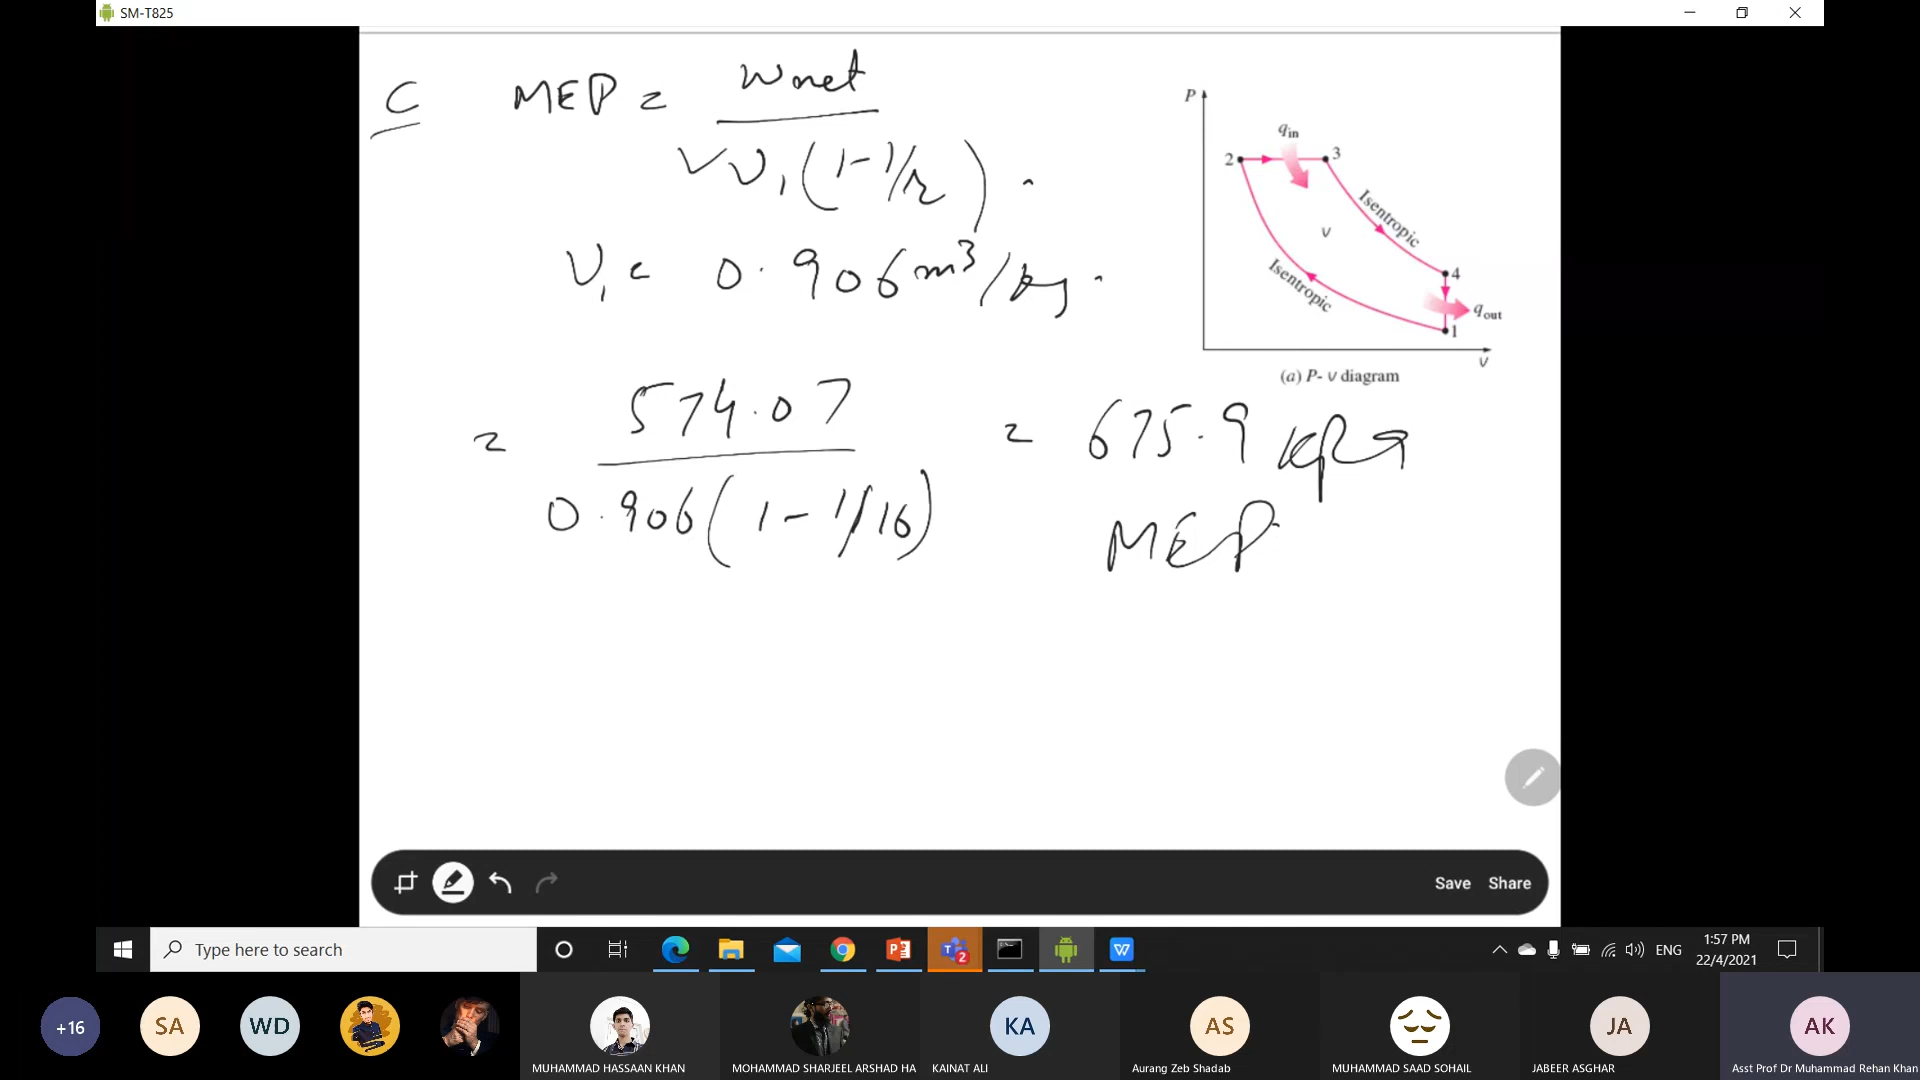 SM-T825
C MEP = Wnet
VV₁(1-1/r).
V₁ = 0.906 m³/kg.
= 574.07
0.906(1-1/16)
= 675.9 kPa
MEP
P
qin
2
3
Isentropic
V
Isentropic
4
qout
1
V
(a) P- V diagram
Save Share
Type here to search
T 2
W
ENG
1:57 PM
22/4/2021
+16
SA
WD
KA
AS
JA
AK
MUHAMMAD HASSAAN KHAN
MOHAMMAD SHARJEEL ARSHAD HA
KAINAT ALI
Aurang Zeb Shadab
MUHAMMAD SAAD SOHAIL
JABEER ASGHAR
Asst Prof Dr Muhammad Rehan Khan